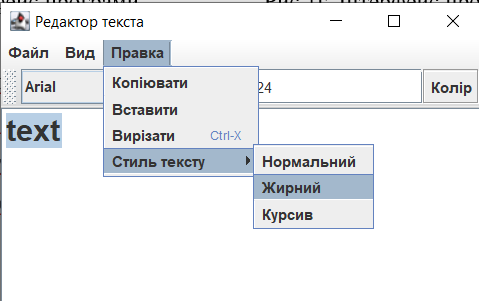 Редактор текста
Файл Вид Правка
Arial 24 Колір
Копіювати
Вставити
Вирізати Ctrl-X
Стиль тексту
Нормальний
Жирний
Курсив
text